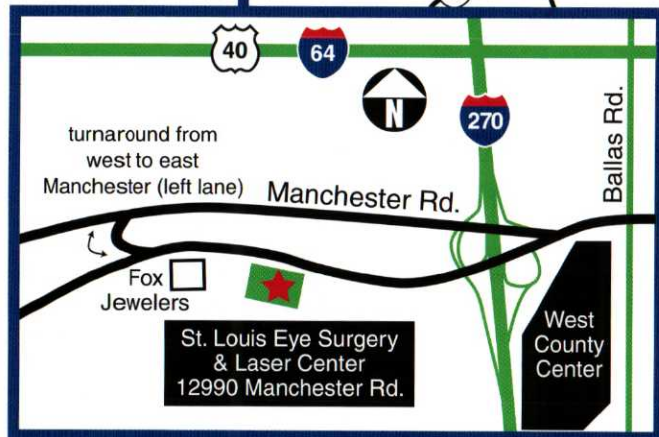 40
64
N
270
Ballas Rd.
turnaround from
west to east
Manchester (left lane)
Manchester Rd.
Fox
Jewelers
St. Louis Eye Surgery
& Laser Center
12990 Manchester Rd.
West
County
Center